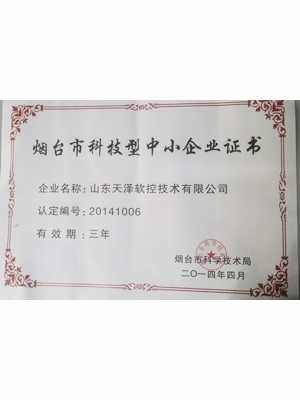 烟台市科技型中小企业证书
企业名称：山东天泽软控技术有限公司
认定编号：20141006
有效期：三年
烟台市科学技术局
二〇一四年四月